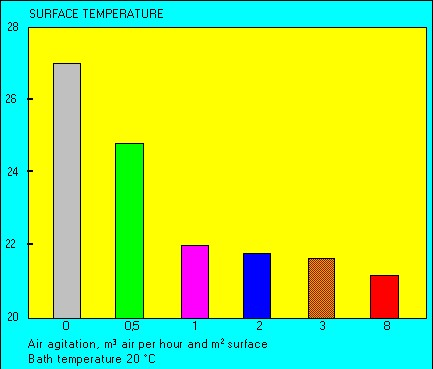 SURFACE TEMPERATURE
28
26
24
22
20
0 0,5 1 2 3 8
Air agitation, m³ air per hour and m² surface
Bath temperature 20 °C